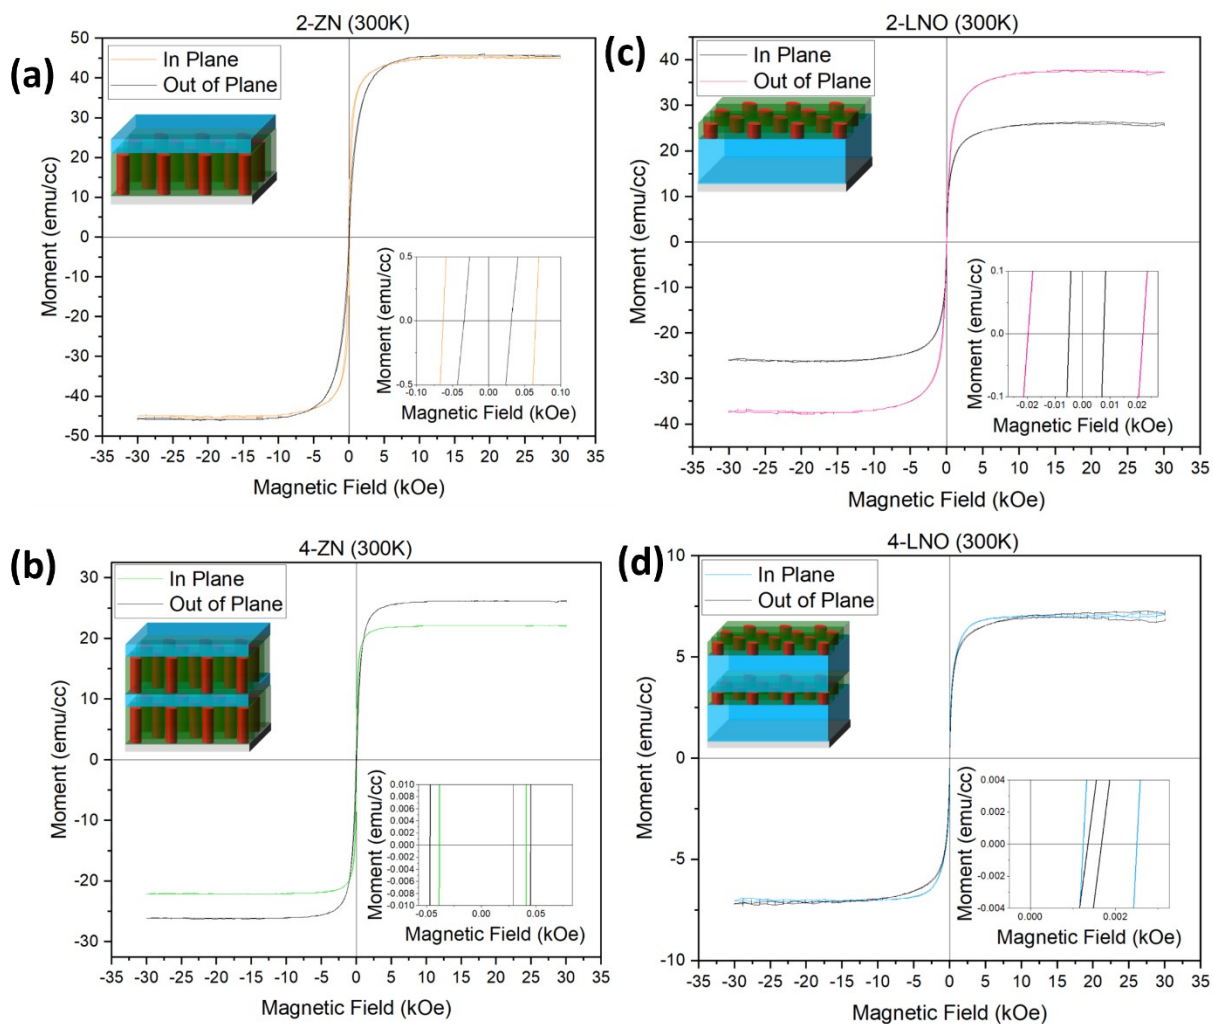 2-ZN (300K)
(a)
In Plane
Out of Plane
50
45
40
35
30
25
20
15
10
5
0
-5
-10
-15
-20
-25
-30
-35
-40
-45
-50
Moment (emu/cc)
-35 -30 -25 -20 -15 -10 -5 0 5 10 15 20 25 30 35
Magnetic Field (kOe)
0.5
0.0
-0.5
Moment (emu/cc)
-0.10 -0.05 0.00 0.05 0.10
Magnetic Field (kOe)
2-LNO (300K)
(c)
In Plane
Out of Plane
40
30
20
10
0
-10
-20
-30
-40
Moment (emu/cc)
-35 -30 -25 -20 -15 -10 -5 0 5 10 15 20 25 30 35
Magnetic Field (kOe)
0.1
0.0
-0.1
Moment (emu/cc)
-0.02 -0.01 0.00 0.01 0.02
Magnetic Field (kOe)
4-ZN (300K)
(b)
In Plane
Out of Plane
30
20
10
0
-10
-20
-30
Moment (emu/cc)
-35 -30 -25 -20 -15 -10 -5 0 5 10 15 20 25 30 35
Magnetic Field (kOe)
0.010
0.008
0.006
0.004
0.002
0.000
-0.002
-0.004
-0.006
-0.008
-0.010
Moment (emu/cc)
-0.05 0.00 0.05
Magnetic Field (kOe)
4-LNO (300K)
(d)
In Plane
Out of Plane
10
5
0
-5
-10
Moment (emu/cc)
-35 -30 -25 -20 -15 -10 -5 0 5 10 15 20 25 30 35
Magnetic Field (kOe)
0.004
0.002
0.000
-0.002
-0.004
Moment (emu/cc)
0.000 0.002
Magnetic Field (kOe)